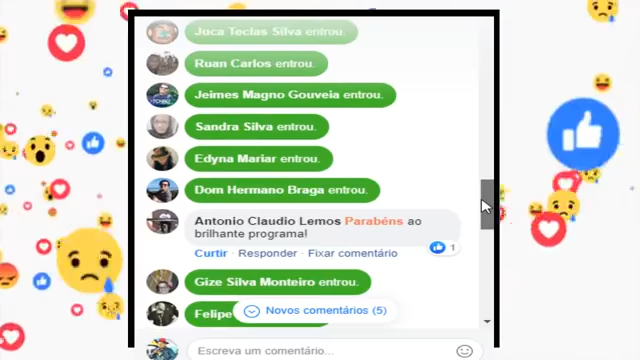 Juca Teclas Silva entrou.
Ruan Carlos entrou.
Jeimes Magno Gouveia entrou.
Sandra Silva entrou.
Edyna Mariar entrou.
Dom Hermano Braga entrou.
Antonio Claudio Lemos Parabéns ao
brilhante programa!
Curtir · Responder · Fixar comentário
1
Gize Silva Monteiro entrou.
Felipe
Novos comentários (5)
Escreva um comentário...